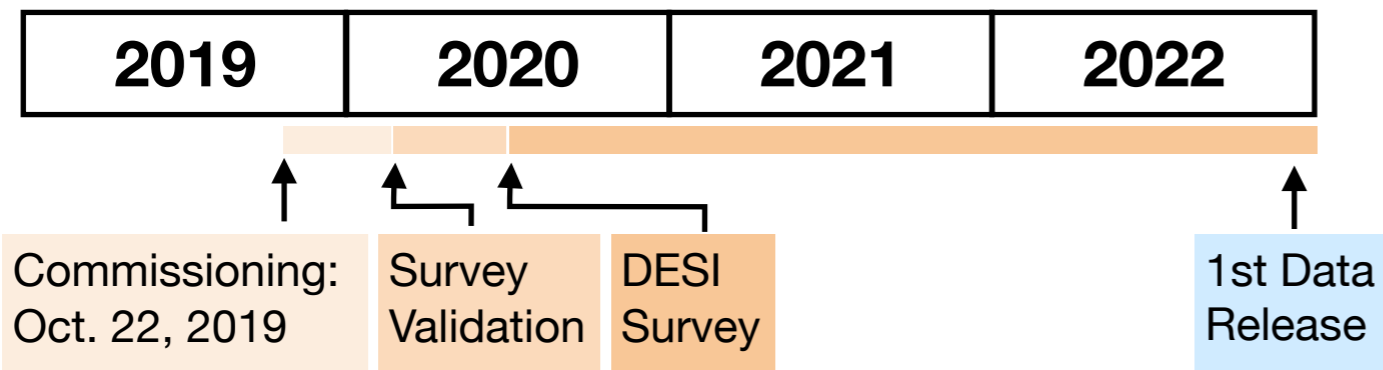 2019 2020 2021 2022
Commissioning:
Oct. 22, 2019
Survey
Validation
DESI
Survey
1st Data
Release